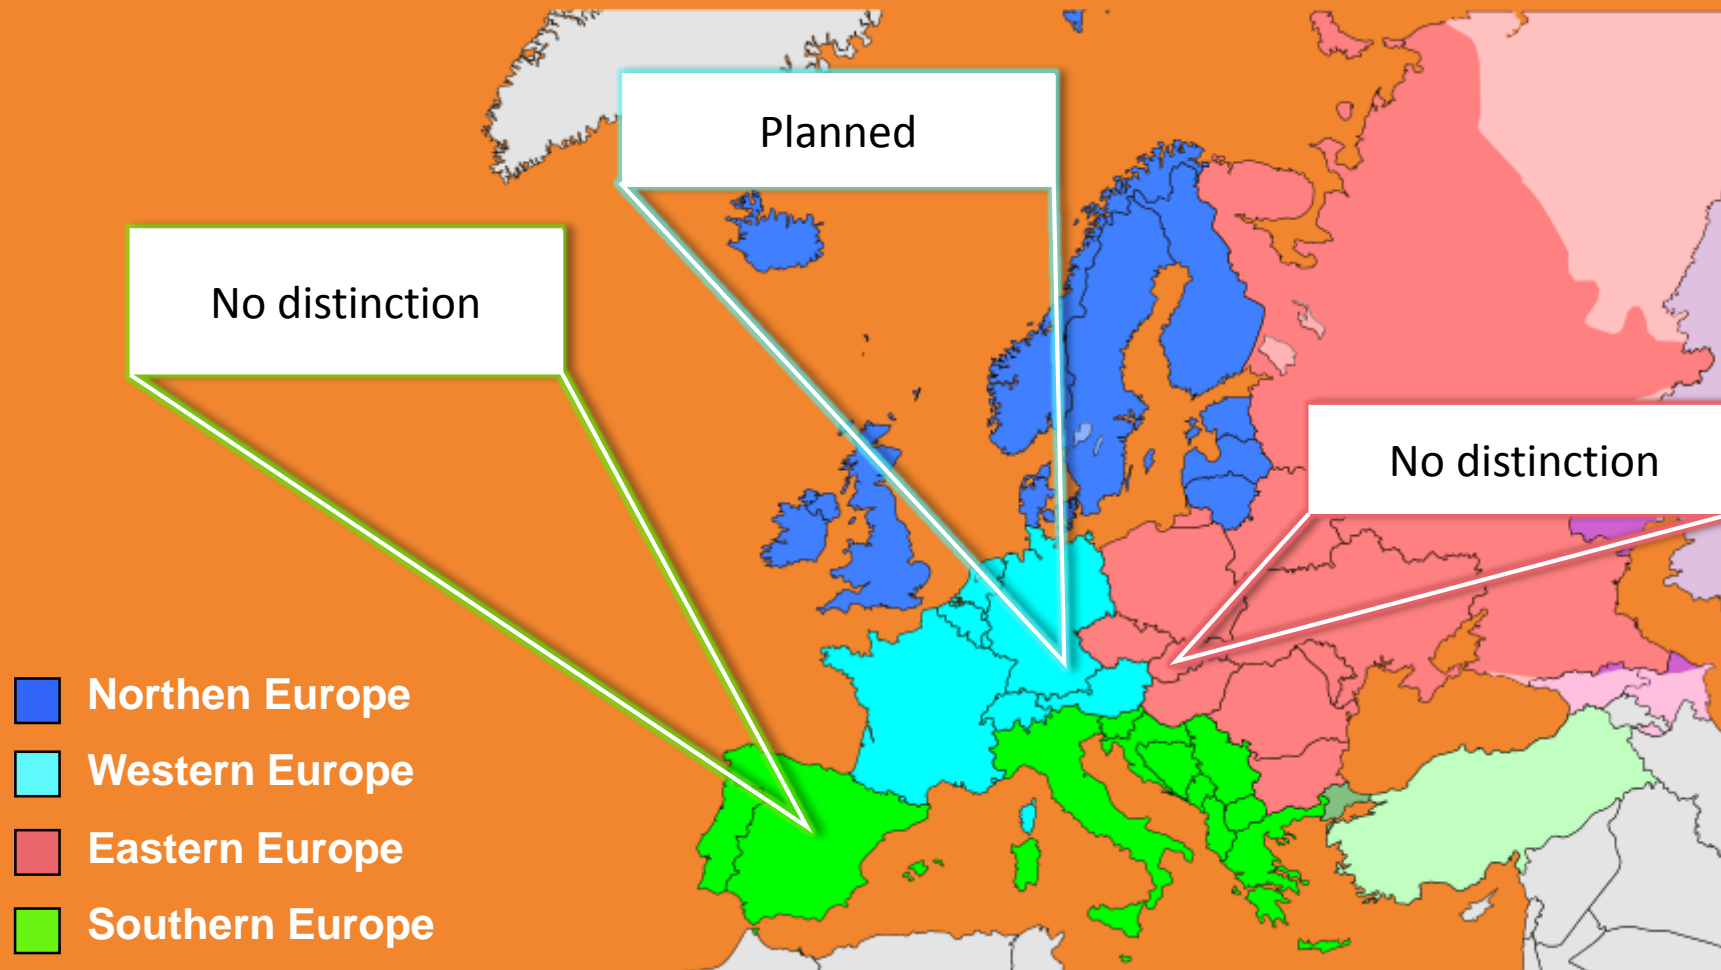 Planned
No distinction
No distinction
Northen Europe
Western Europe
Eastern Europe
Southern Europe